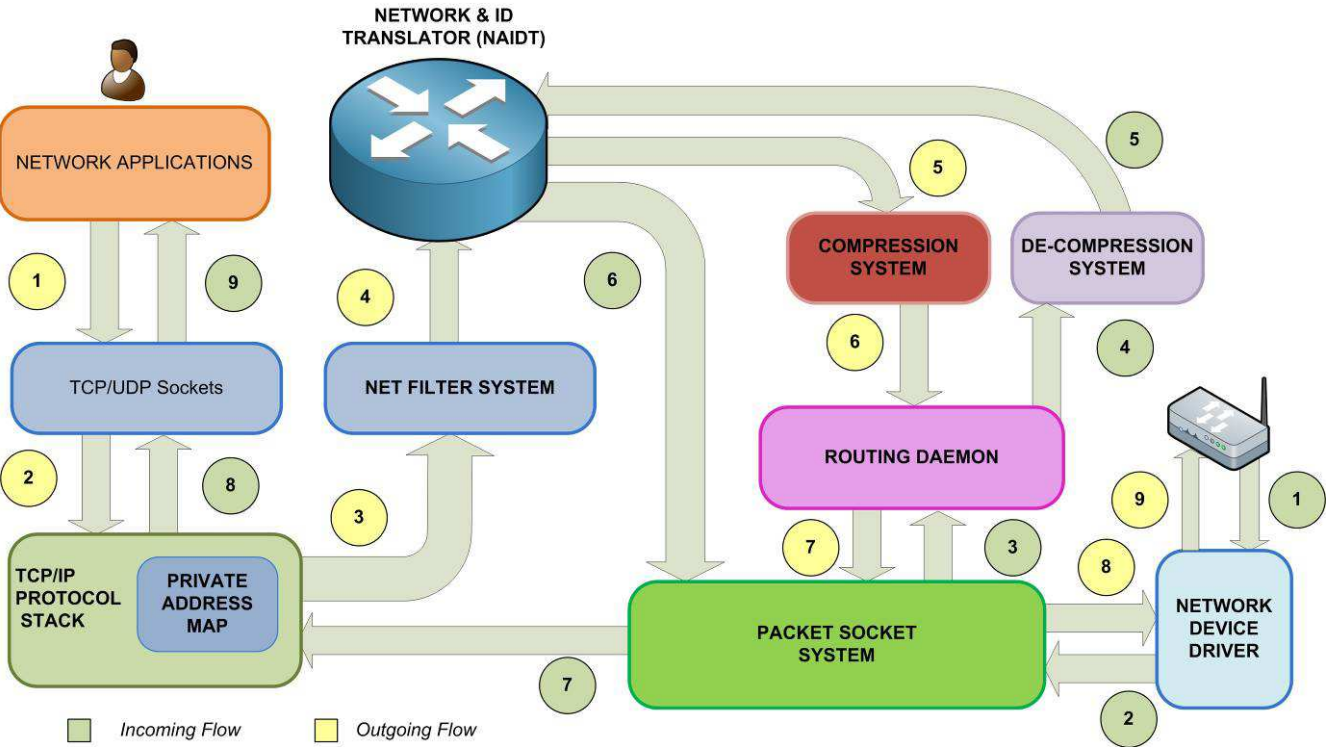 NETWORK & ID
TRANSLATOR (NAIDT)
NETWORK APPLICATIONS
5
5
1
9
4
6
COMPRESSION
SYSTEM
DE-COMPRESSION
SYSTEM
6
4
TCP/UDP Sockets
NET FILTER SYSTEM
ROUTING DAEMON
2
8
3
7
3
9
1
8
TCP/IP
PROTOCOL
STACK
PRIVATE
ADDRESS
MAP
PACKET SOCKET
SYSTEM
NETWORK
DEVICE
DRIVER
7
2
Incoming Flow
Outgoing Flow